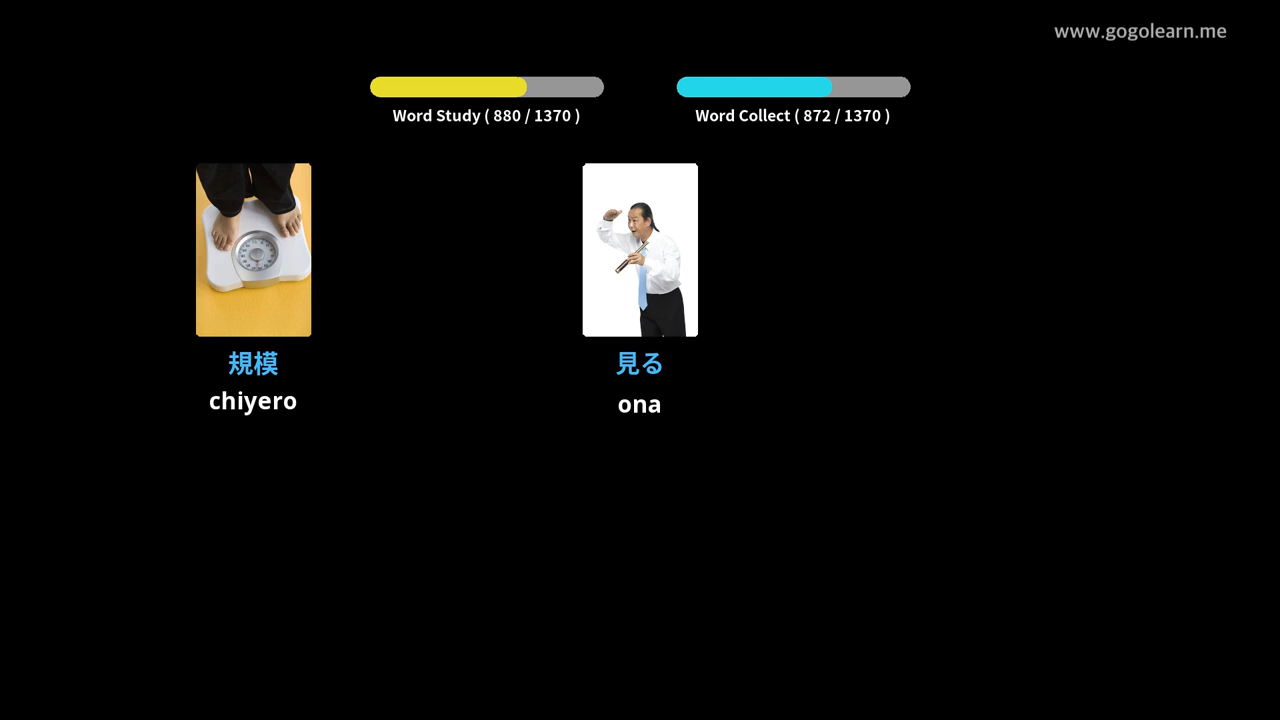 www.gogolearn.me
Word Study ( 880 / 1370 )
Word Collect ( 872 / 1370 )
規模
chiyero
見る
ona